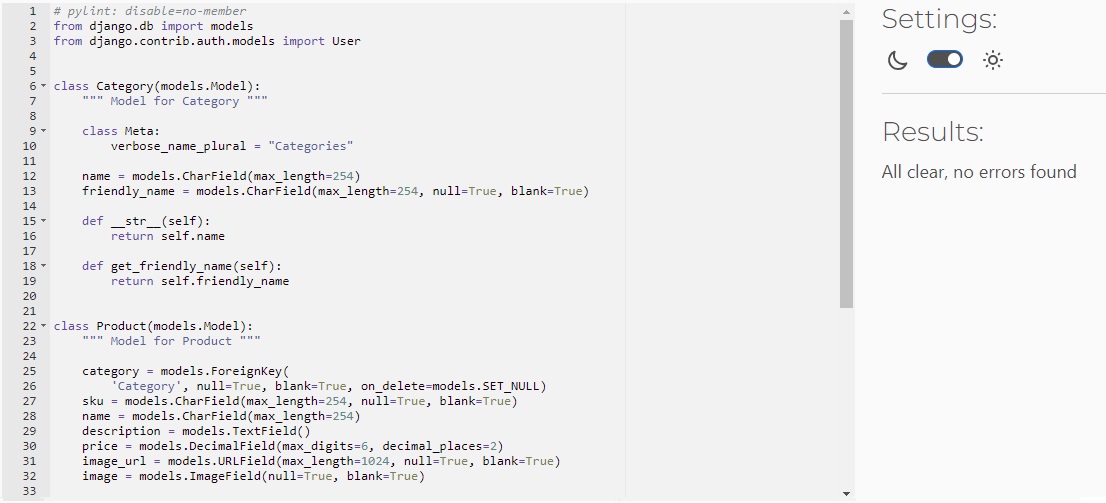 1 # pylint: disable=no-member
2 from django.db import models
3 from django.contrib.auth.models import User
4
5
6 class Category(models.Model):
7     """ Model for Category """
8
9     class Meta:
10         verbose_name_plural = "Categories"
11
12     name = models.CharField(max_length=254)
13     friendly_name = models.CharField(max_length=254, null=True, blank=True)
14
15     def __str__(self):
16         return self.name
17
18     def get_friendly_name(self):
19         return self.friendly_name
20
21
22 class Product(models.Model):
23     """ Model for Product """
24
25     category = models.ForeignKey(
26         'Category', null=True, blank=True, on_delete=models.SET_NULL)
27     sku = models.CharField(max_length=254, null=True, blank=True)
28     name = models.CharField(max_length=254)
29     description = models.TextField()
30     price = models.DecimalField(max_digits=6, decimal_places=2)
31     image_url = models.URLField(max_length=1024, null=True, blank=True)
32     image = models.ImageField(null=True, blank=True)
33
Settings:
Results:
All clear, no errors found